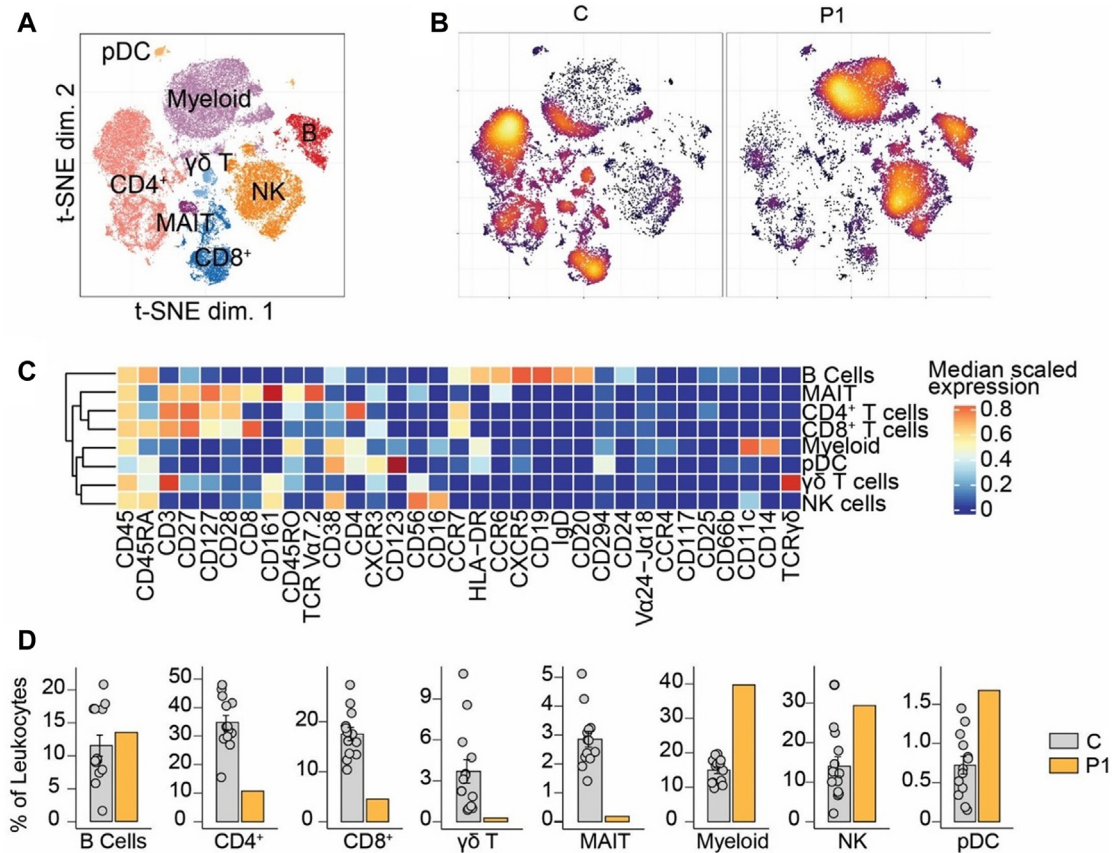 A
pDC
Myeloid
B
γδ T
CD4⁺
NK
MAIT
CD8⁺
t-SNE dim. 2
t-SNE dim. 1
B
C
P1
C
B Cells
MAIT
CD4⁺ T cells
CD8⁺ T cells
Myeloid
pDC
γδ T cells
NK cells
CD45
CD45RA
CD3
CD27
CD127
CD28
CD8
CD161
CD45RO
TCR Vα7.2
CD38
CD4
CXCR3
CD123
CD56
CD16
CCR7
HLA−DR
CCR6
CXCR5
CD19
IgD
CD20
CD294
CD24
Vα24−Jα18
CCR4
CD117
CD25
CD66b
CD11c
CD14
TCRγδ
Median scaled
expression
0.8
0.6
0.4
0.2
0
D
% of Leukocytes
20
15
10
5
0
B Cells
50
40
30
20
10
0
CD4⁺
20
10
0
CD8⁺
9
6
3
0
γδ T
5
4
3
2
1
0
MAIT
40
30
20
10
0
Myeloid
30
20
10
0
NK
1.5
1.0
0.5
0
pDC
C
P1